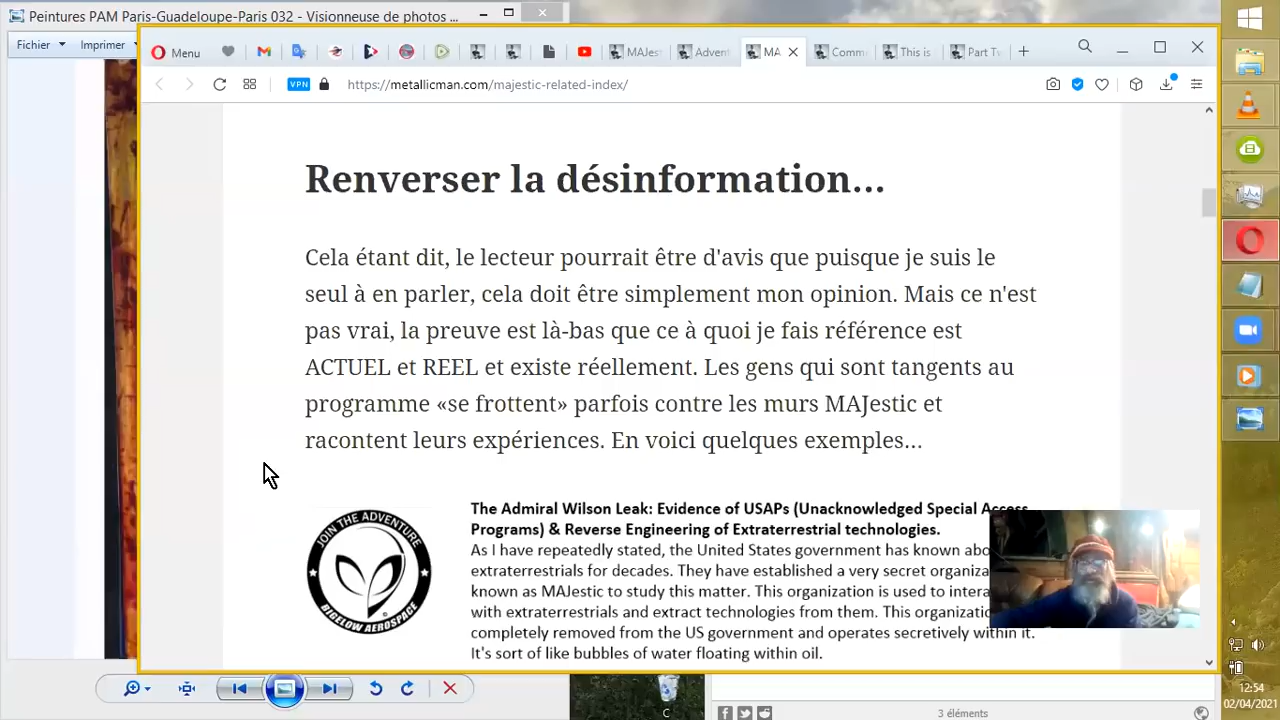 Peintures PAM Paris-Guadeloupe-Paris 032 - Visionneuse de photos ...
Fichier
Imprimer
Menu
MAJes
Advent
MA
Comm
This is
Part Tw
VPN
https://metallicman.com/majestic-related-index/
Renverser la désinformation...
Cela étant dit, le lecteur pourrait être d'avis que puisque je suis le
seul à en parler, cela doit être simplement mon opinion. Mais ce n'est
pas vrai, la preuve est là-bas que ce à quoi je fais référence est
ACTUEL et REEL et existe réellement. Les gens qui sont tangents au
programme «se frottent» parfois contre les murs MAJestic et
racontent leurs expériences. En voici quelques exemples...
JOIN THE ADVENTURE
BIGELOW AEROSPACE
The Admiral Wilson Leak: Evidence of USAPs (Unacknowledged Special Access
Programs) & Reverse Engineering of Extraterrestrial technologies.
As I have repeatedly stated, the United States government has known abo
extraterrestrials for decades. They have established a very secret organiza
known as MAJestic to study this matter. This organization is used to intera
with extraterrestrials and extract technologies from them. This organizatio
completely removed from the US government and operates secretively within it.
It's sort of like bubbles of water floating within oil.
C
3 éléments
12:54
02/04/2021